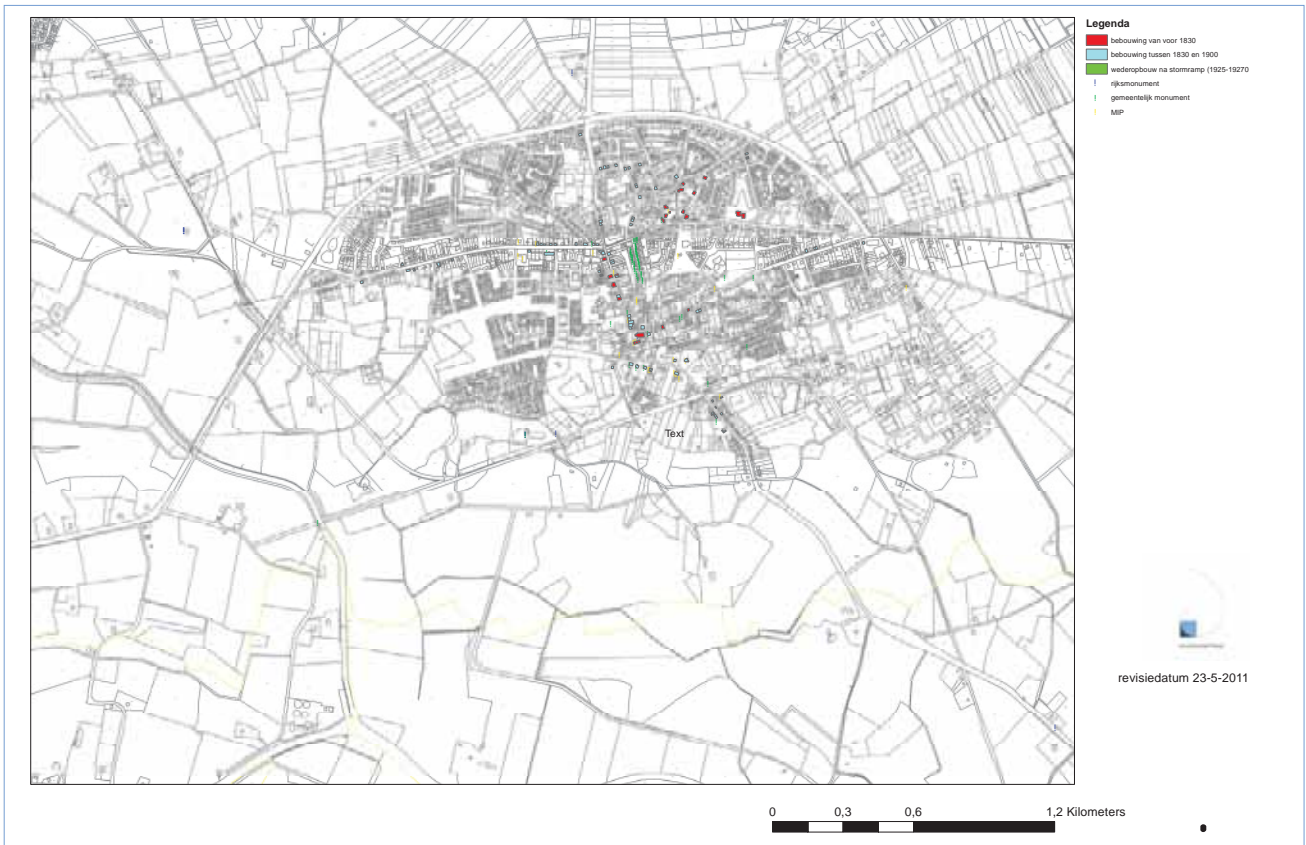 Legenda
bebouwing van voor 1830
bebouwing tussen 1830 en 1900
wederopbouw na stormramp (1925-19270
rijksmonument
gemeentelijk monument
MIP
Text
revisiedatum 23-5-2011
0 0,3 0,6 1,2 Kilometers